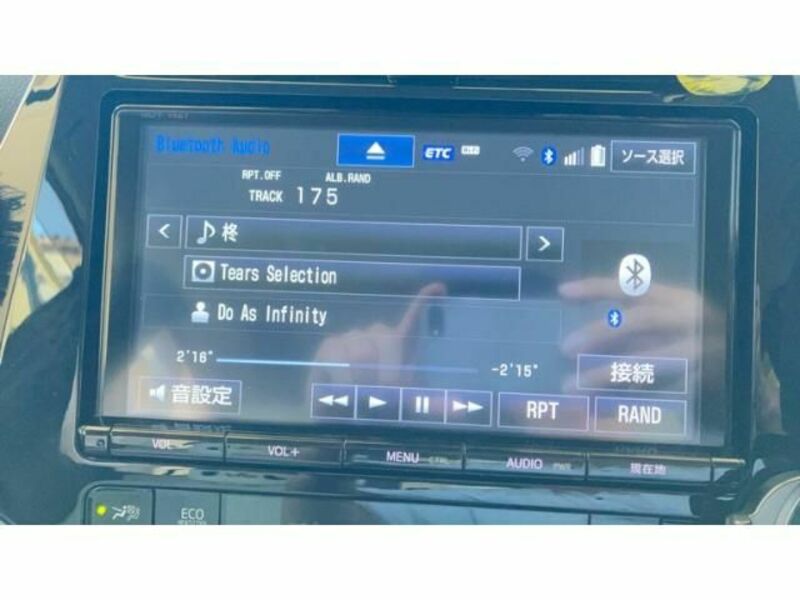 Bluetooth Audio
ETC
ソース選択
RPT.OFF ALB.RAND
TRACK 175
< 柊 >
Tears Selection
Do As Infinity
2'16" -2'15"
接続
音設定
RPT
RAND
VOL-
VOL+
MENU
AUDIO PWR
現在地
ECO